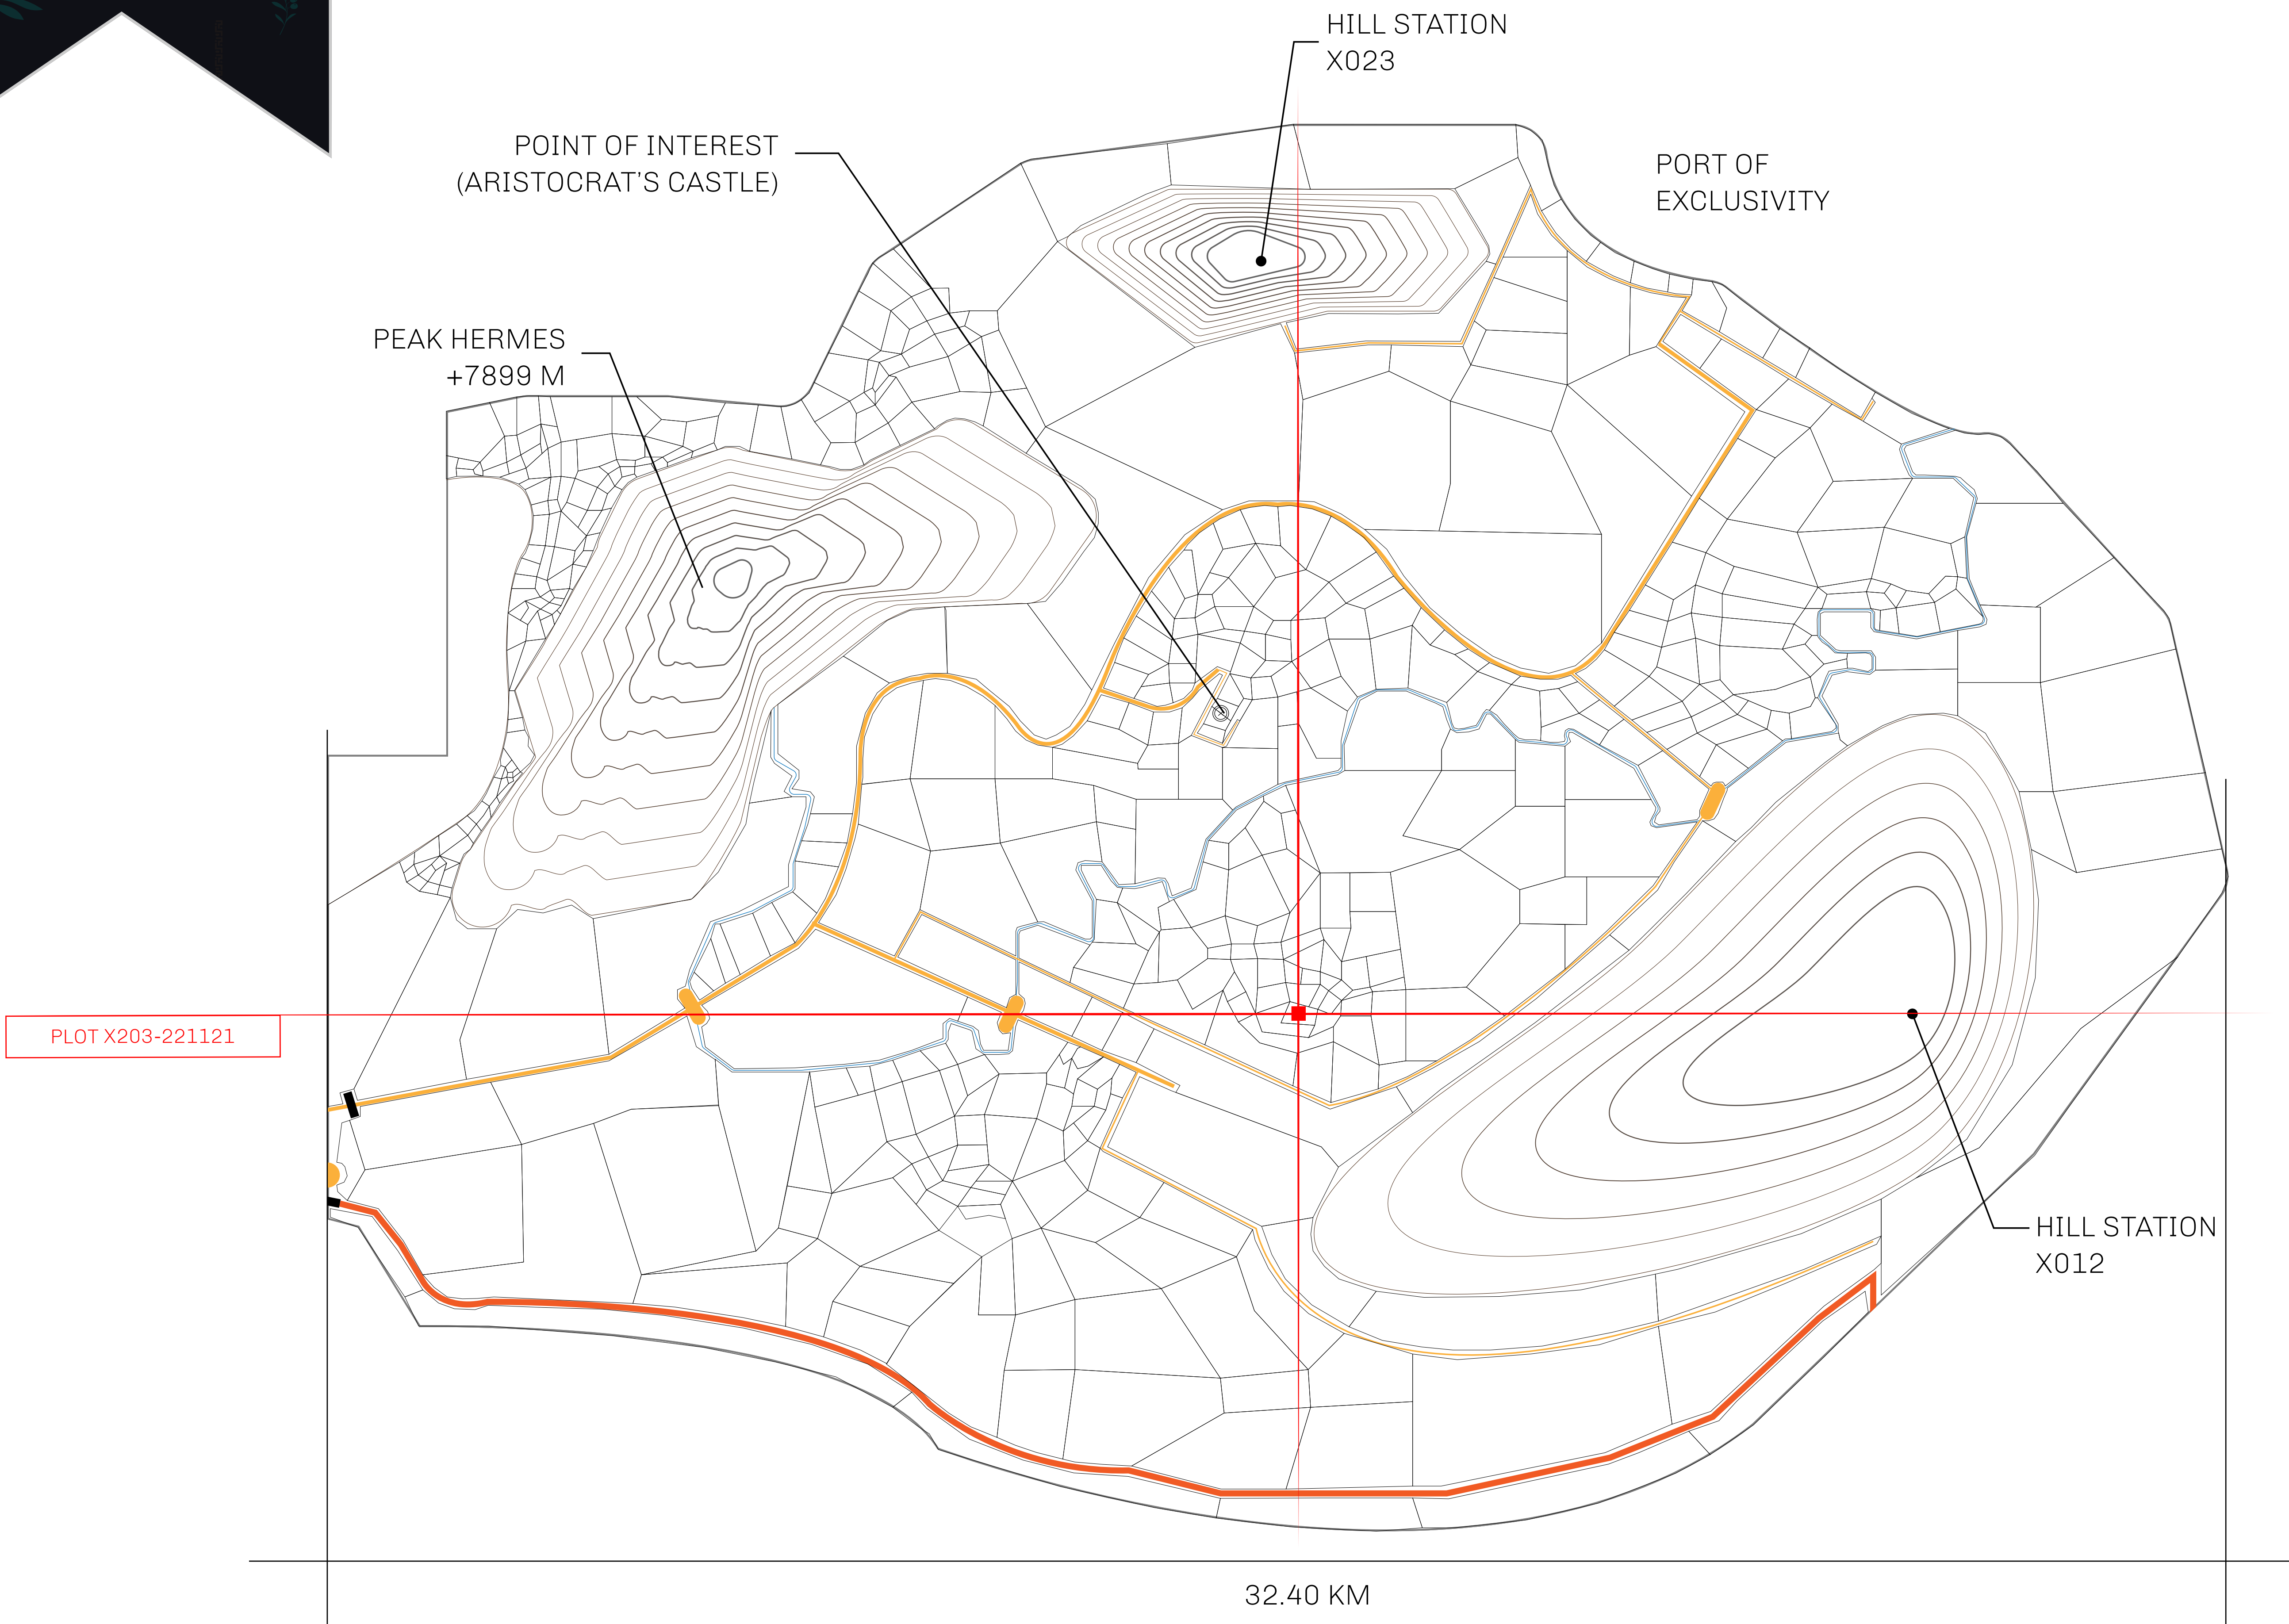 HILL STATION
X023
POINT OF INTEREST
(ARISTOCRAT'S CASTLE)
PORT OF
EXCLUSIVITY
PEAK HERMES
+7899 M
PLOT X203-221121
HILL STATION
X012
32.40 KM